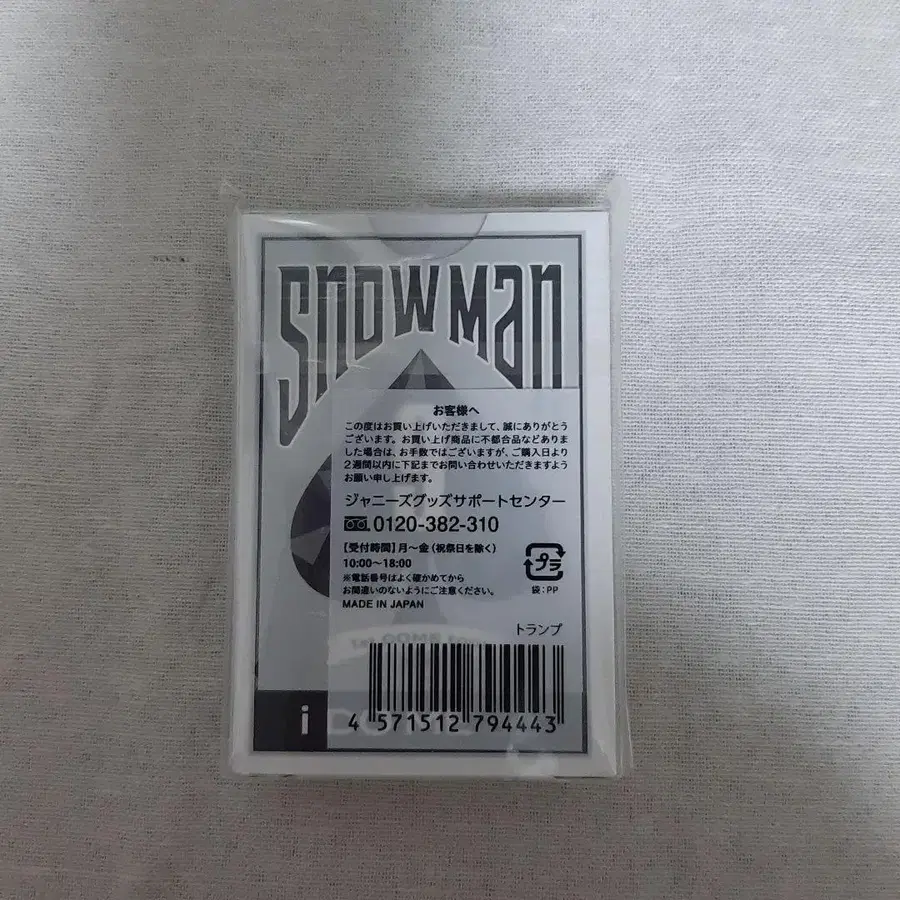 Snow Man
お客様へ
この度はお買い上げいただきまして、誠にありがとう
ございます。お買い上げ商品に不都合品などありま
した場合は、お手数ではございますが、ご購入日より
2週間以内に下記までお問い合わせいただきますよう
お願い申し上げます。
ジャニーズグッズサポートセンター
0120-382-310
【受付時間】月〜金(祝祭日を除く)
10:00〜18:00
※電話番号はよく確かめてから
お間違いのないようにご注意ください。
MADE IN JAPAN
プラ
袋:PP
トランプ
4 571512 794443
i